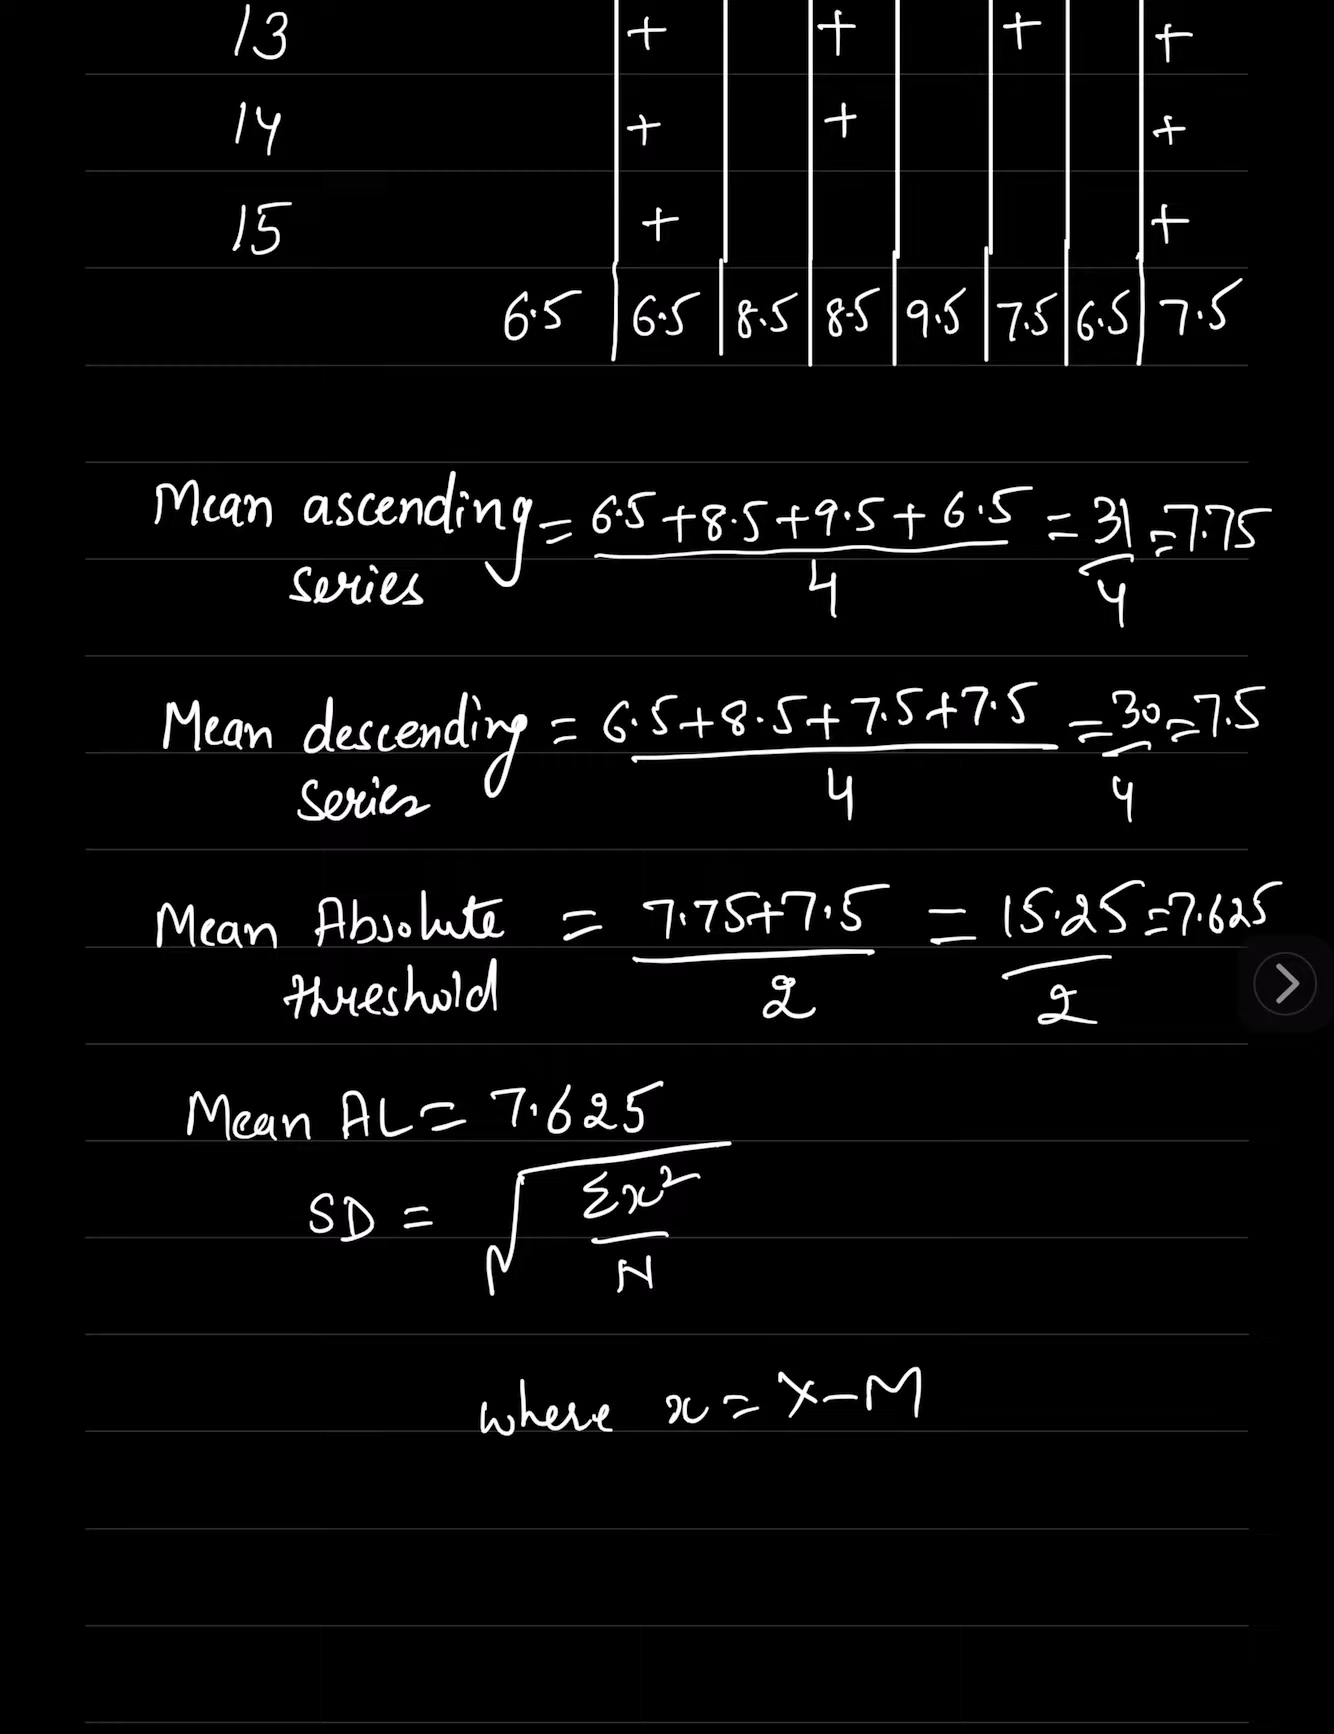 13 + + + +
14 + + +
15 + +
6.5 | 6.5 | 8.5 | 8.5 | 9.5 | 7.5 | 6.5 | 7.5
Mean ascending series = 6.5+8.5+9.5+6.5 / 4 = 31 / 4 = 7.75
Mean descending series = 6.5+8.5+7.5+7.5 / 4 = 30 / 4 = 7.5
Mean Absolute threshold = 7.75+7.5 / 2 = 15.25 / 2 = 7.625
Mean AL = 7.625
SD = √(Σx² / N)
where x = X-M